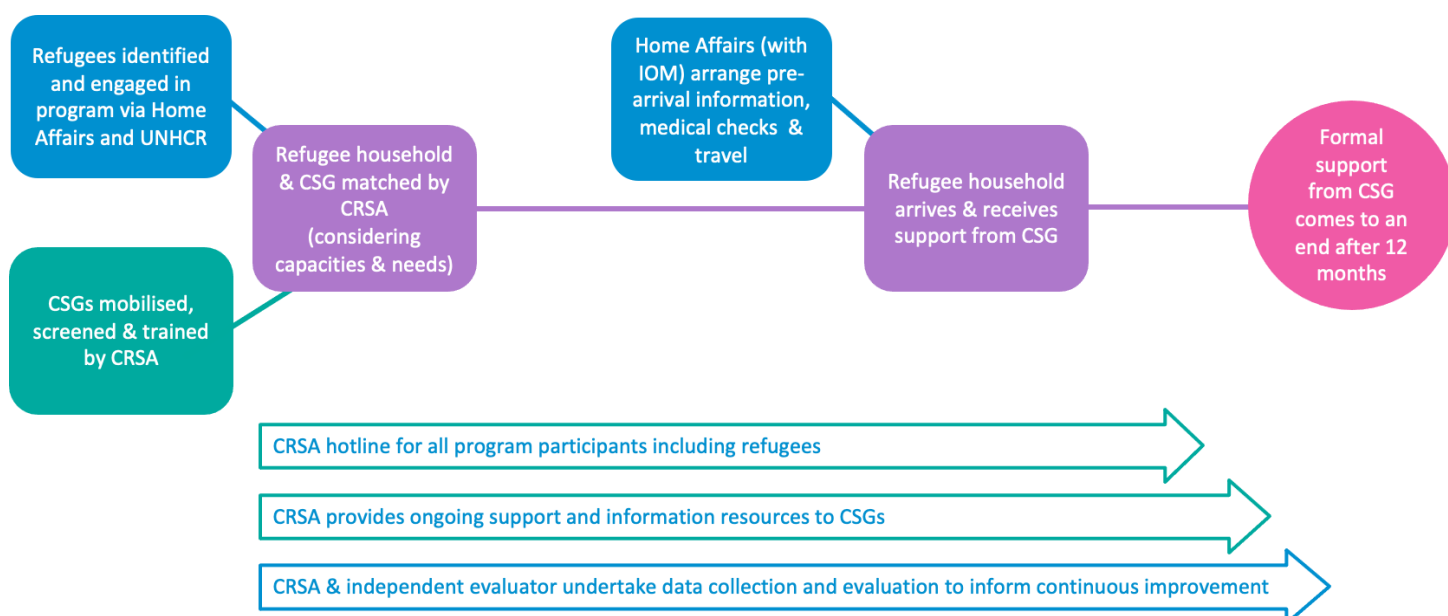 Refugees identified
and engaged in
program via Home
Affairs and UNHCR
CSGs mobilised,
screened & trained
by CRSA
Refugee household
& CSG matched by
CRSA
(considering
capacities & needs)
Home Affairs (with
IOM) arrange pre-
arrival information,
medical checks &
travel
Refugee household
arrives & receives
support from CSG
Formal
support
from CSG
comes to an
end after 12
months
CRSA hotline for all program participants including refugees
CRSA provides ongoing support and information resources to CSGs
CRSA & independent evaluator undertake data collection and evaluation to inform continuous improvement